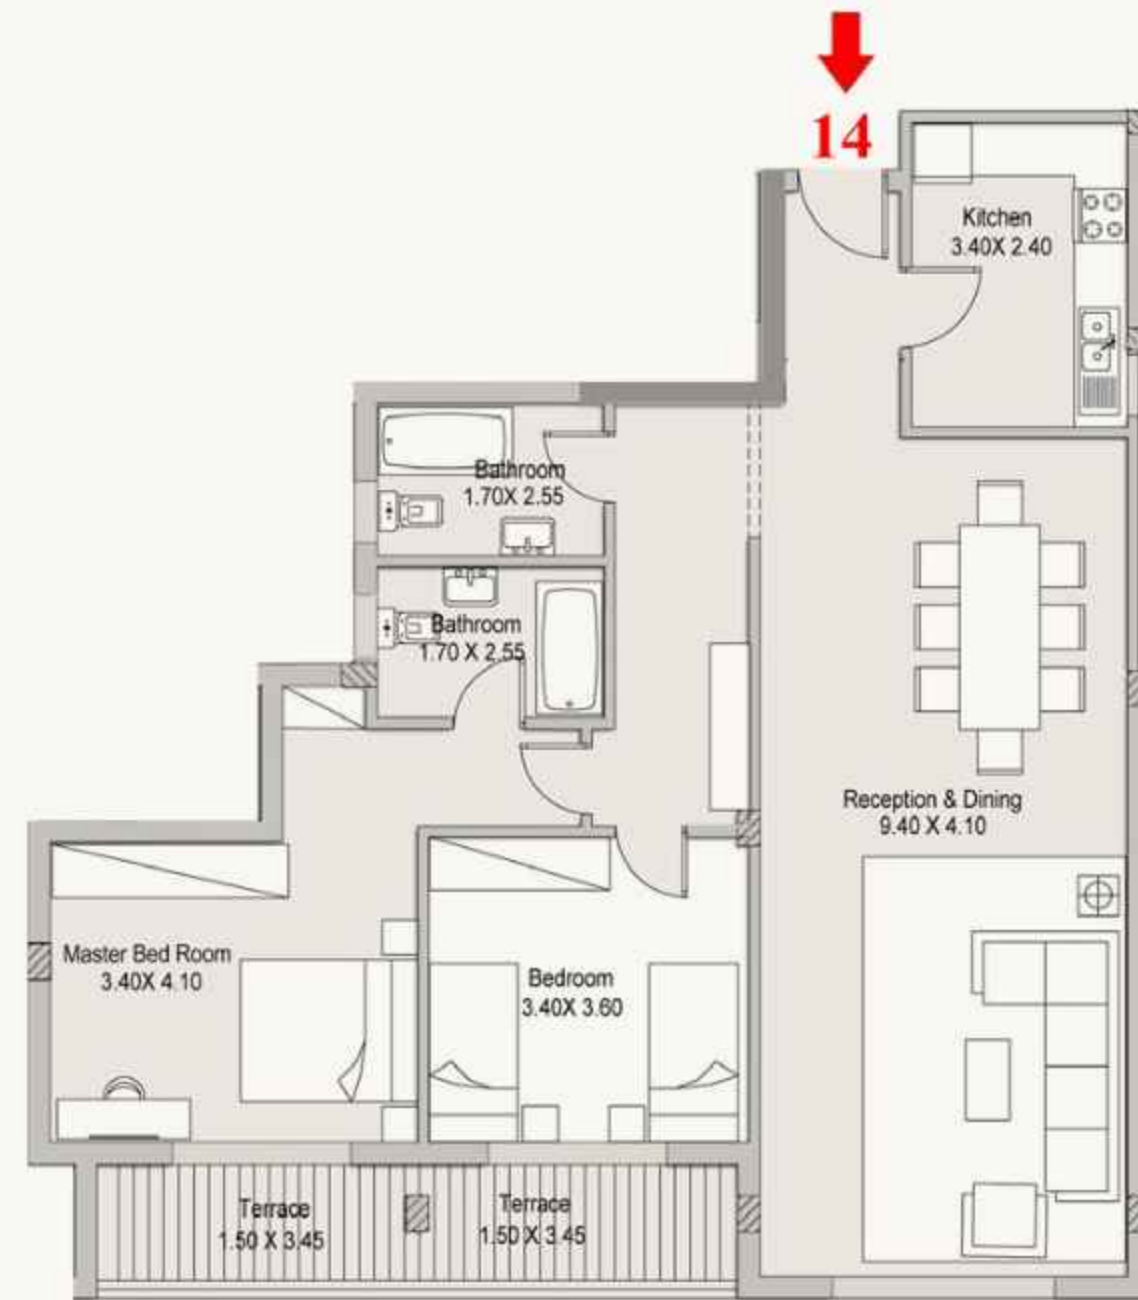 14
Kitchen
3.40X 2.40
Bathroom
1.70X 2.55
Bathroom
1.70 X 2.55
Reception & Dining
9.40 X 4.10
Master Bed Room
3.40X 4.10
Bedroom
3.40X 3.60
Terrace
1.50 X 3.45
Terrace
1.50 X 3.45